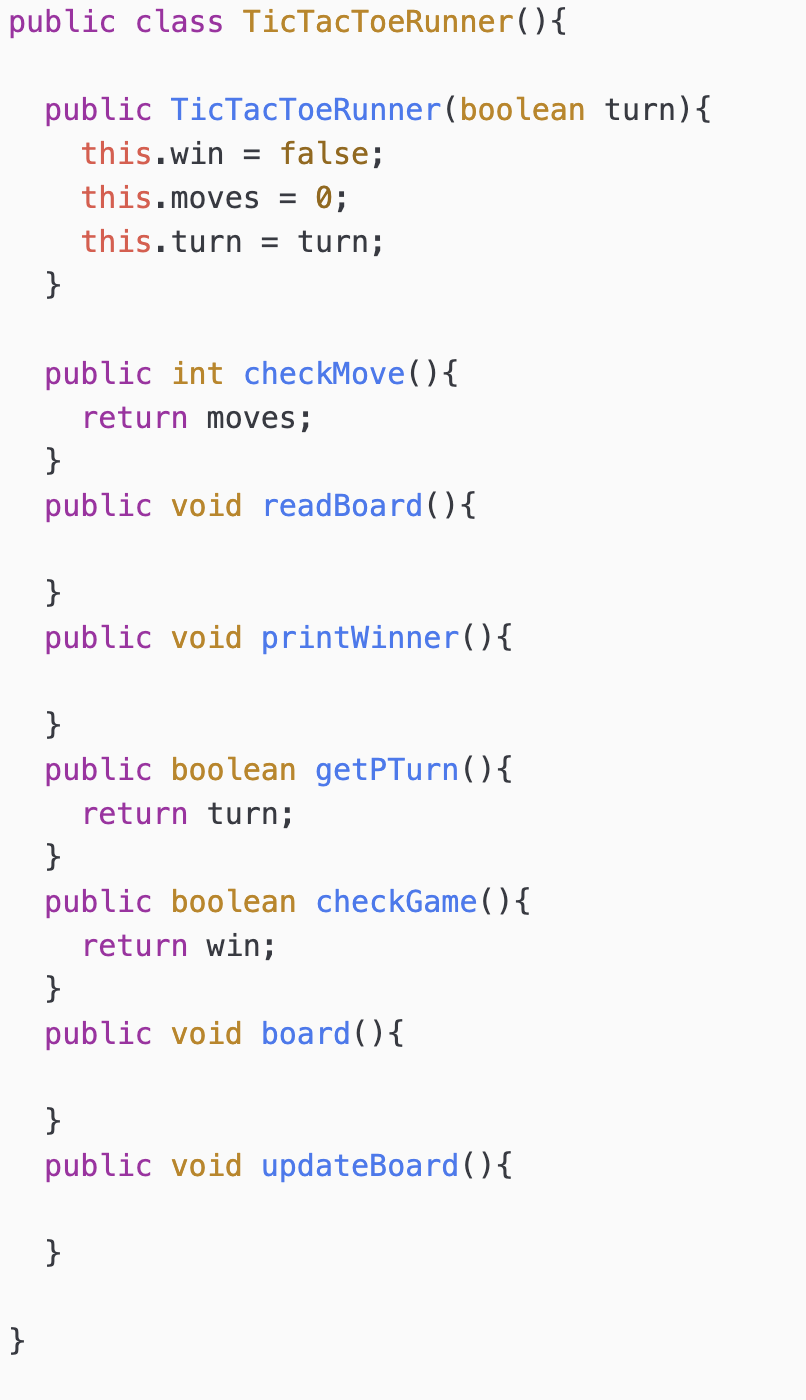 public class TicTacToeRunner(){
public TicTacToeRunner(boolean turn){
this.win = false;
this.moves = 0;
this.turn = turn;
}
public int checkMove(){
return moves;
}
public void readBoard(){
}
public void printWinner(){
}
public boolean getPTurn(){
return turn;
}
public boolean checkGame(){
return win;
}
public void board(){
}
public void updateBoard(){
}
}